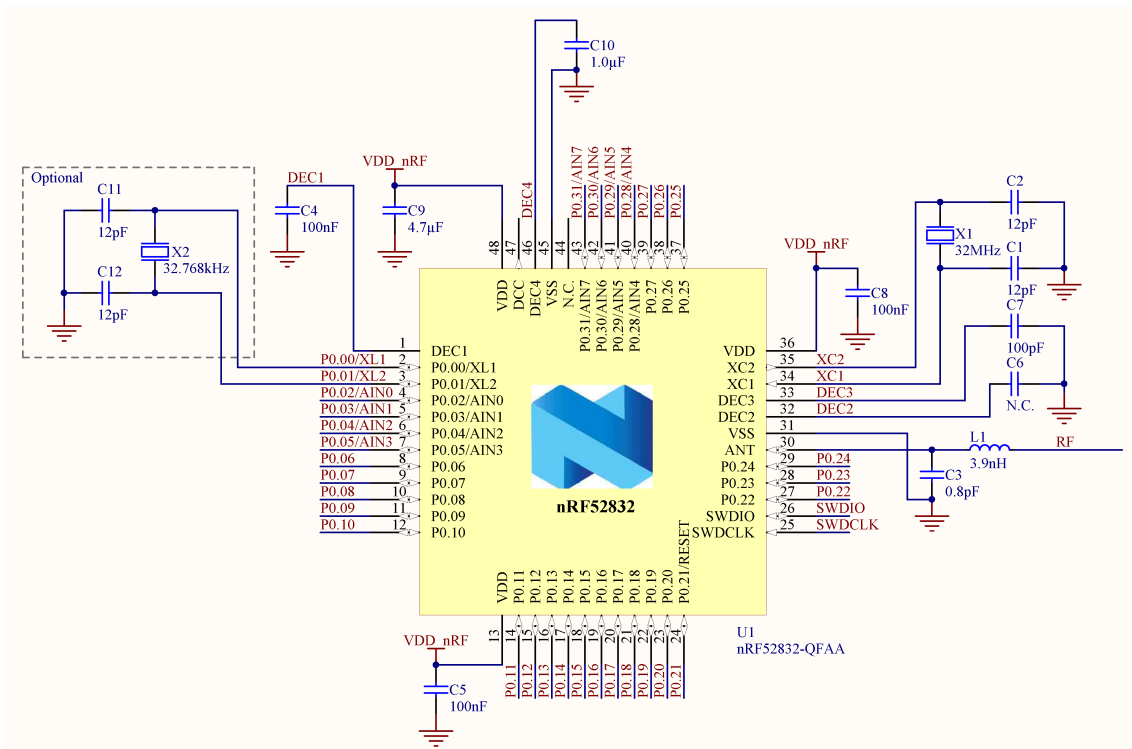 C10
1.0µF
Optional
C11
12pF
X2
32.768kHz
C12
12pF
DEC1
C4
100nF
VDD_nRF
C9
4.7µF
DEC4
P0.31/AIN7
P0.30/AIN6
P0.29/AIN5
P0.28/AIN4
P0.27
P0.26
P0.25
48
47
46
45
44
43
42
41
40
39
38
37
VDD
DCC
DEC4
VSS
N.C.
P0.31/AIN7
P0.30/AIN6
P0.29/AIN5
P0.28/AIN4
P0.27
P0.26
P0.25
C2
12pF
X1
32MHz
C1
12pF
VDD_nRF
C8
100nF
C7
100pF
C6
N.C.
1 DEC1
P0.00/XL1 2 P0.00/XL1
P0.01/XL2 3 P0.01/XL2
P0.02/AIN0 4 P0.02/AIN0
P0.03/AIN1 5 P0.03/AIN1
P0.04/AIN2 6 P0.04/AIN2
P0.05/AIN3 7 P0.05/AIN3
P0.06 8 P0.06
P0.07 9 P0.07
P0.08 10 P0.08
P0.09 11 P0.09
P0.10 12 P0.10
nRF52832
VDD 36
XC2 35 XC2
XC1 34 XC1
DEC3 33 DEC3
DEC2 32 DEC2
VSS 31
ANT 30
P0.24 29 P0.24
P0.23 28 P0.23
P0.22 27 P0.22
SWDIO 26 SWDIO
SWDCLK 25 SWDCLK
L1
3.9nH
RF
C3
0.8pF
VDD
P0.11
P0.12
P0.13
P0.14
P0.15
P0.16
P0.17
P0.18
P0.19
P0.20
P0.21/RESET
13
14
15
16
17
18
19
20
21
22
23
24
P0.11
P0.12
P0.13
P0.14
P0.15
P0.16
P0.17
P0.18
P0.19
P0.20
P0.21
U1
nRF52832-QFAA
VDD_nRF
C5
100nF